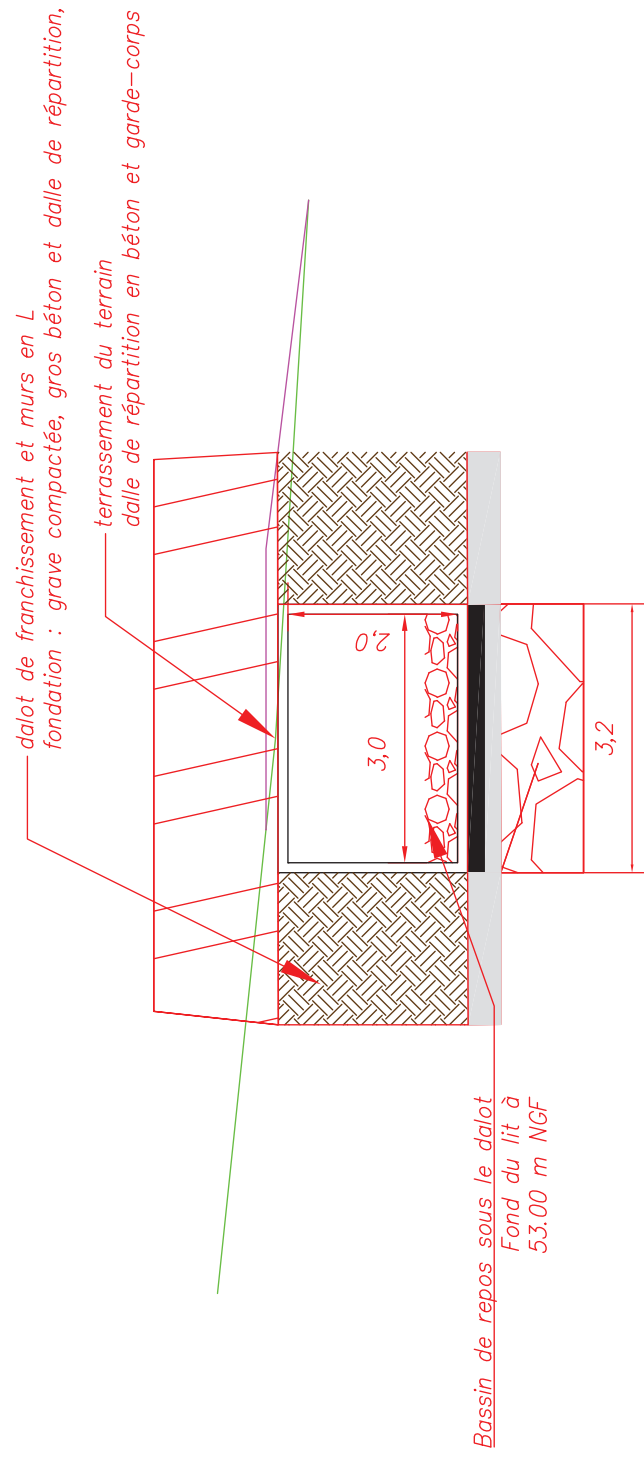 dalot de franchissement et murs en L
fondation : grave compactée, gros béton et dalle de répartition,
terrassement du terrain
dalle de répartition en béton et garde-corps
2,0
3,0
3,2
Bassin de repos sous le dalot
Fond du lit à
53.00 m NGF